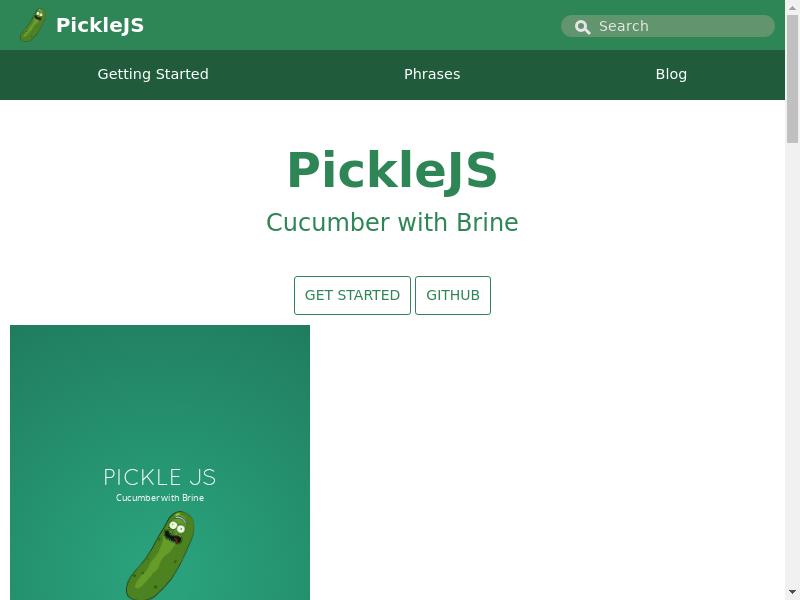 PickleJS
Search
Getting Started
Phrases
Blog
PickleJS
Cucumber with Brine
GET STARTED
GITHUB
PICKLE JS
Cucumber with Brine